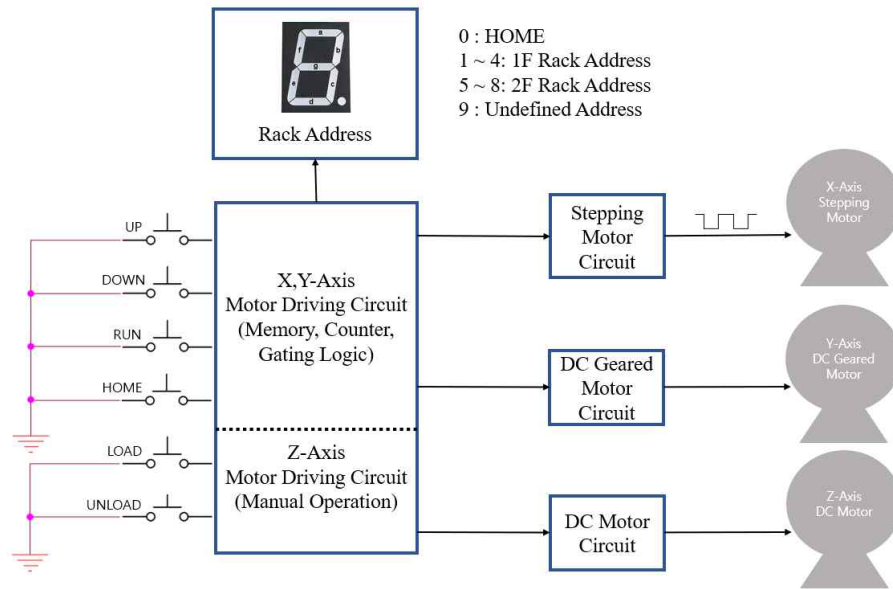 a
f
b
g
e
c
d
Rack Address
0 : HOME
1 ~ 4: 1F Rack Address
5 ~ 8: 2F Rack Address
9 : Undefined Address
UP
DOWN
RUN
HOME
LOAD
UNLOAD
X,Y-Axis
Motor Driving Circuit
(Memory, Counter,
Gating Logic)
Z-Axis
Motor Driving Circuit
(Manual Operation)
Stepping
Motor
Circuit
X-Axis
Stepping
Motor
DC Geared
Motor
Circuit
Y-Axis
DC Geared
Motor
DC Motor
Circuit
Z-Axis
DC Motor